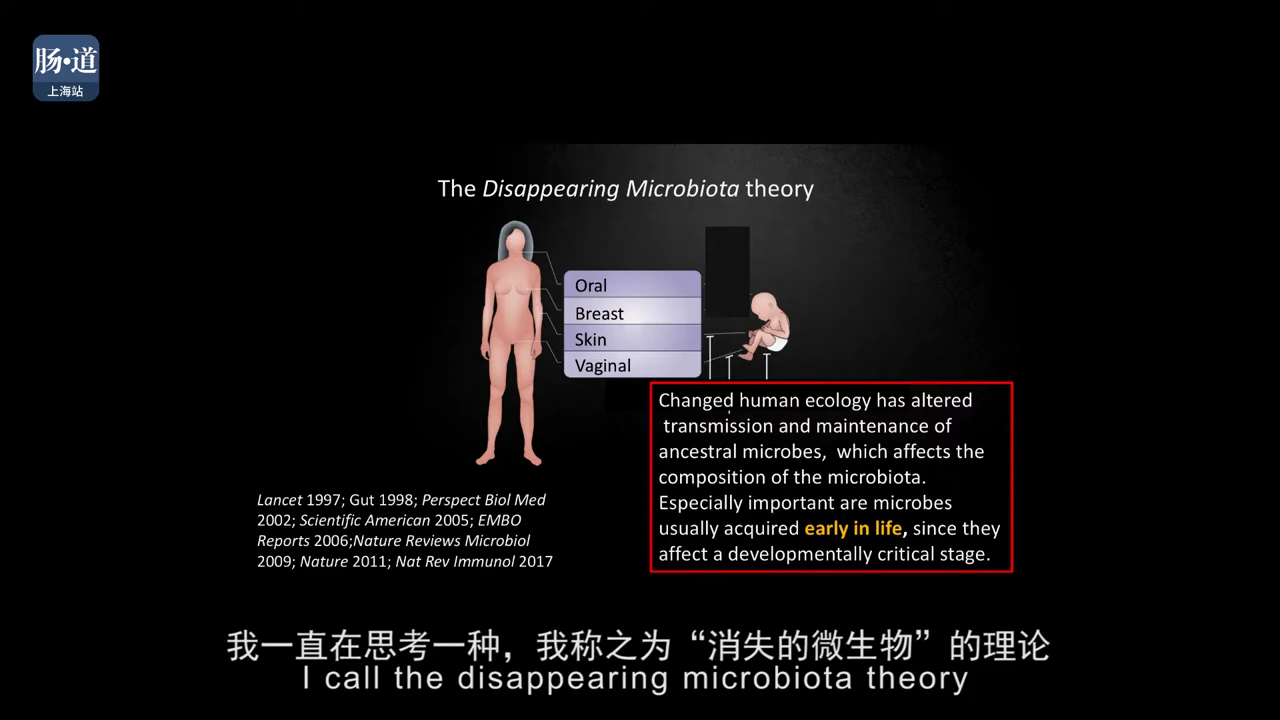 肠•道
上海站
The Disappearing Microbiota theory
Oral
Breast
Skin
Vaginal
Changed human ecology has altered
transmission and maintenance of
ancestral microbes, which affects the
composition of the microbiota.
Especially important are microbes
usually acquired early in life, since they
affect a developmentally critical stage.
Lancet 1997; Gut 1998; Perspect Biol Med
2002; Scientific American 2005; EMBO
Reports 2006;Nature Reviews Microbiol
2009; Nature 2011; Nat Rev Immunol 2017
我一直在思考一种，我称之为“消失的微生物”的理论
I call the disappearing microbiota theory